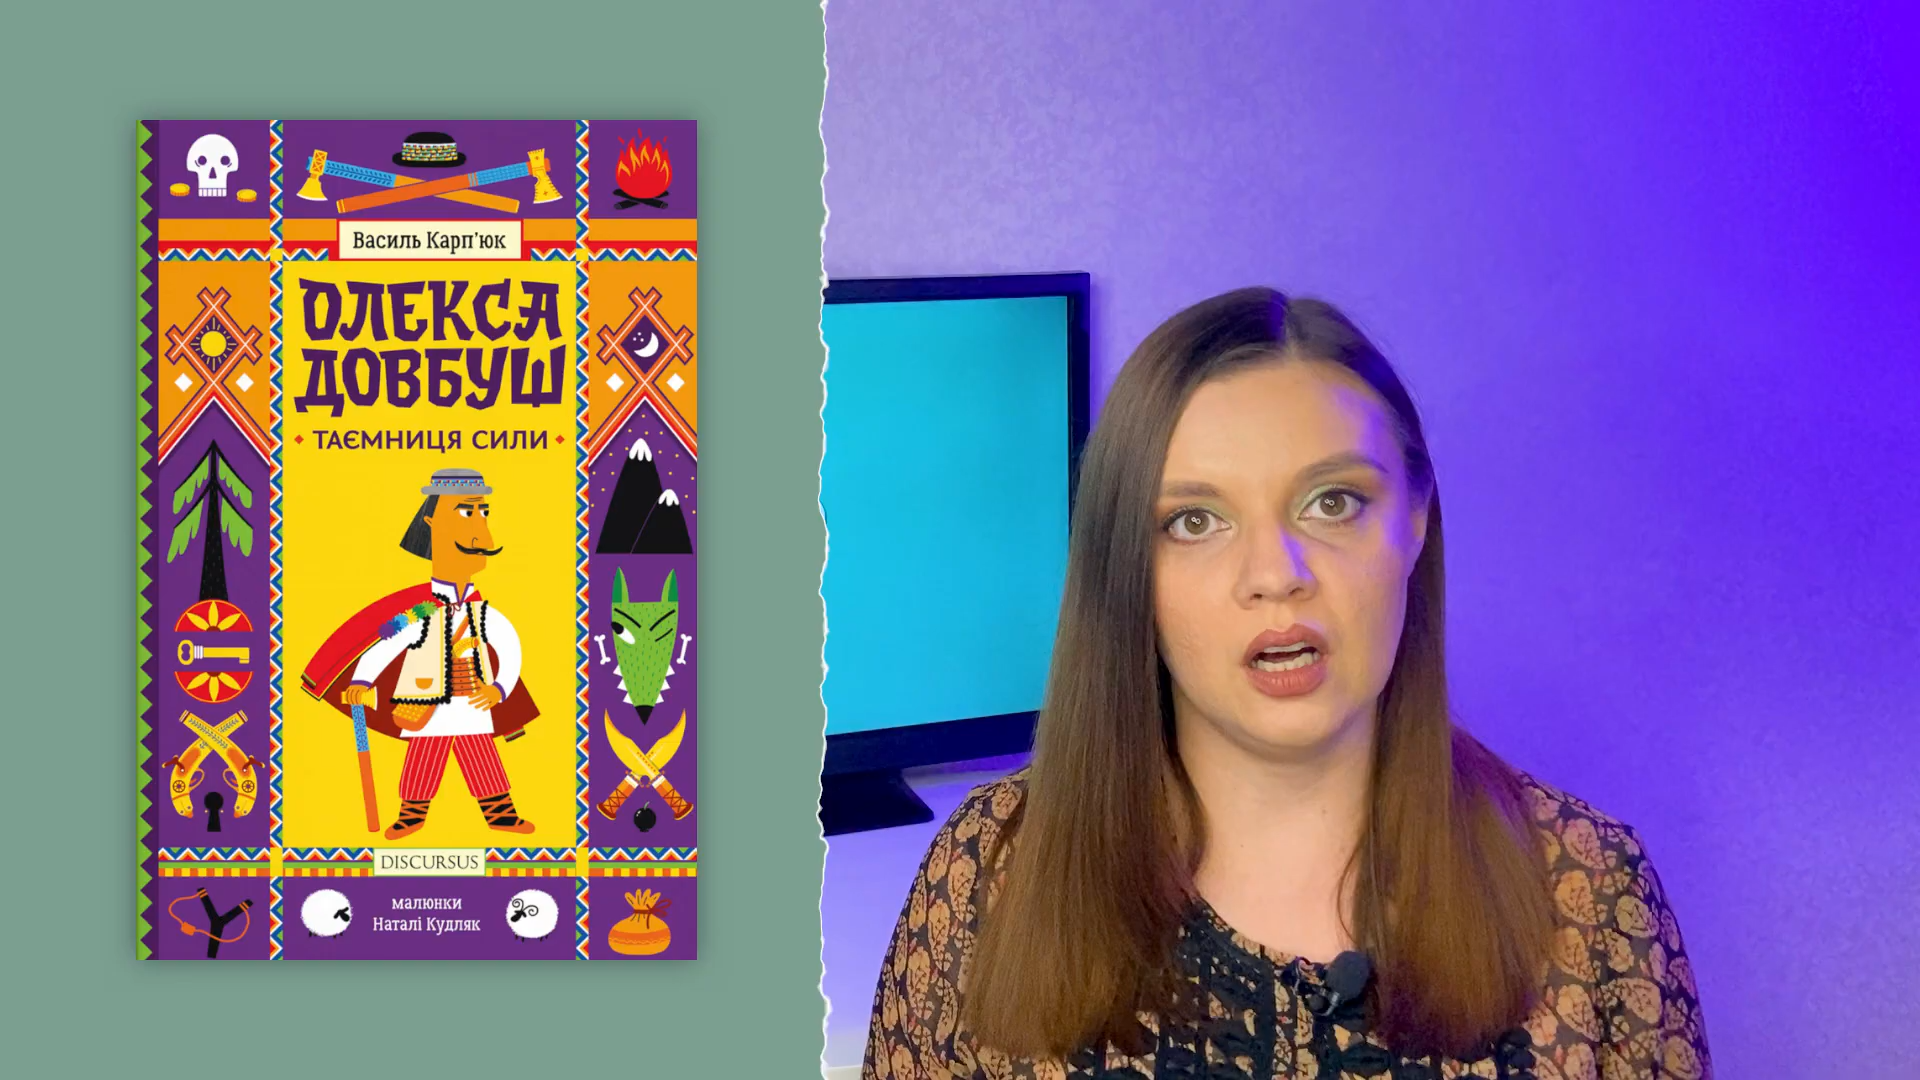 Василь Карп'юк
ОЛЕКСА
ДОВБУШ
ТАЄМНИЦЯ СИЛИ
DISCURSUS
малюнки
Наталі Кудляк